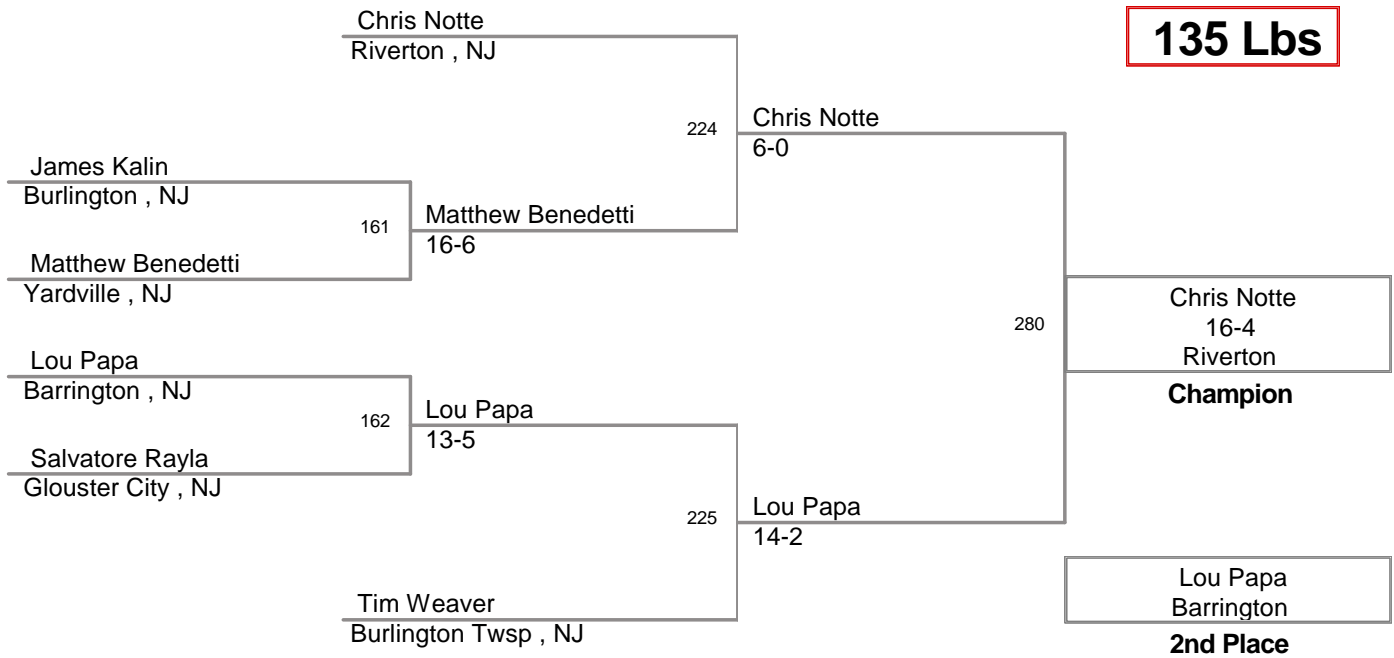 Chris Notte
Riverton , NJ
135 Lbs
224
Chris Notte
6-0
James Kalin
Burlington , NJ
161
Matthew Benedetti
16-6
Matthew Benedetti
Yardville , NJ
280
Chris Notte
16-4
Riverton
Champion
Lou Papa
Barrington , NJ
162
Lou Papa
13-5
Salvatore Rayla
Glouster City , NJ
225
Lou Papa
14-2
Tim Weaver
Burlington Twsp , NJ
Lou Papa
Barrington
2nd Place